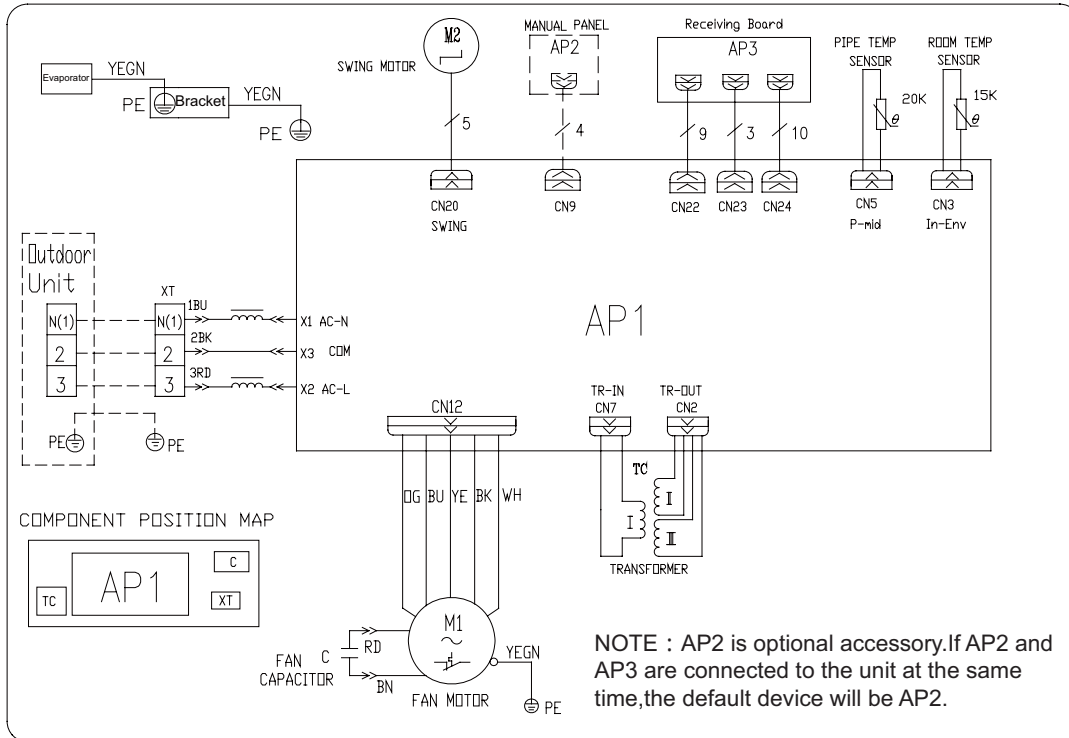 M2
SWING MOTOR
5
CN20
SWING
MANUAL PANEL
AP2
4
CN9
Receiving Board
AP3
9
3
10
CN22
CN23
CN24
PIPE TEMP
SENSOR
20K
θ
CN5
P-mid
ROOM TEMP
SENSOR
15K
θ
CN3
In-Env
Evaporator
YEGN
PE
Bracket
YEGN
PE
Outdoor
Unit
XT
N(1)
N(1)
1BU
X1 AC-N
2
2
2BK
X3 COM
3
3
3RD
X2 AC-L
PE
PE
AP1
CN12
OG
BU
YE
BK
WH
TR-IN
CN7
TR-OUT
CN2
TC
I
I
II
TRANSFORMER
COMPONENT POSITION MAP
TC
AP1
C
XT
FAN
CAPACITOR
C
RD
BN
M1
~
FAN MOTOR
YEGN
PE
NOTE : AP2 is optional accessory.If AP2 and
AP3 are connected to the unit at the same
time,the default device will be AP2.